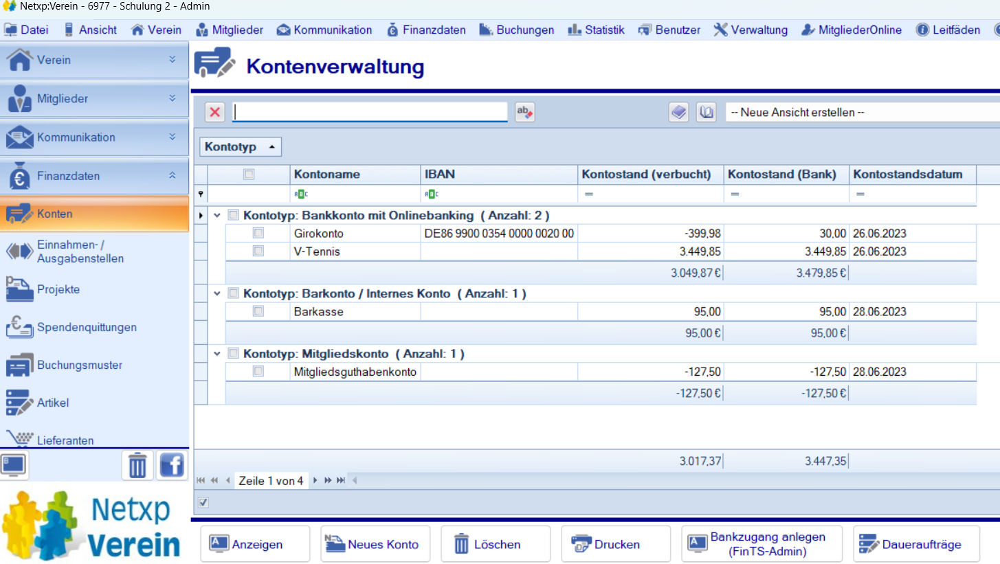 Netxp:Verein - 6977 - Schulung 2 - Admin
Datei Ansicht Verein Mitglieder Kommunikation Finanzdaten Buchungen Statistik Benutzer Verwaltung MitgliederOnline Leitfäden
Verein
Mitglieder
Kommunikation
Finanzdaten
Konten
Einnahmen- /
Ausgabenstellen
Projekte
Spendenquittungen
Buchungsmuster
Artikel
Lieferanten
Netxp
Verein
Kontenverwaltung
-- Neue Ansicht erstellen --
Kontotyp
Kontoname IBAN Kontostand (verbucht) Kontostand (Bank) Kontostandsdatum
ABC ABC = = =
Kontotyp: Bankkonto mit Onlinebanking ( Anzahl: 2 )
Girokonto DE86 9900 0354 0000 0020 00 -399,98 30,00 26.06.2023
V-Tennis 3.449,85 3.449,85 26.06.2023
3.049,87 € 3.479,85 €
Kontotyp: Barkonto / Internes Konto ( Anzahl: 1 )
Barkasse 95,00 95,00 28.06.2023
95,00 € 95,00 €
Kontotyp: Mitgliedskonto ( Anzahl: 1 )
Mitgliedsguthabenkonto -127,50 -127,50 28.06.2023
-127,50 € -127,50 €
3.017,37 3.447,35
Zeile 1 von 4
Anzeigen
Neues Konto
Löschen
Drucken
Bankzugang anlegen
(FinTS-Admin)
Daueraufträge